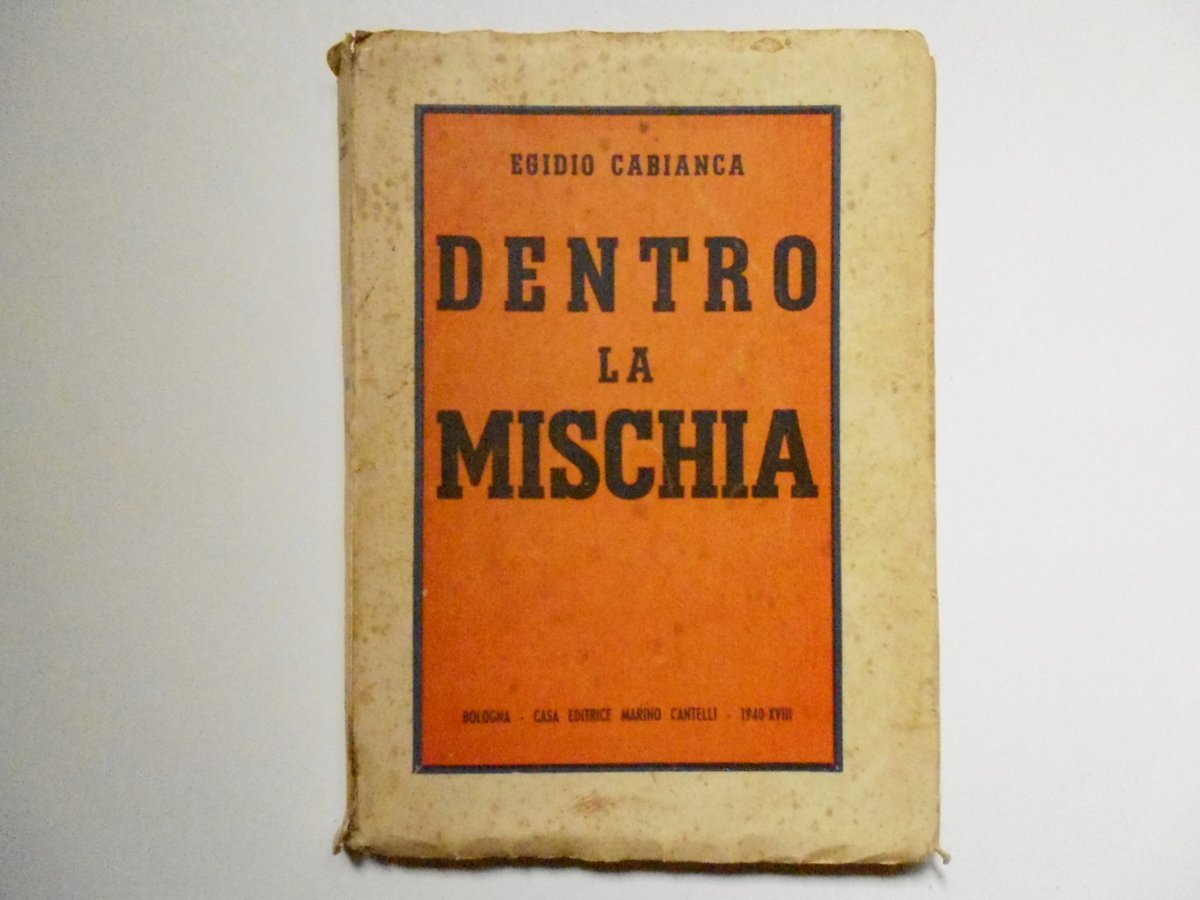 EGIDIO CABIANCA
DENTRO
LA
MISCHIA
BOLOGNA - CASA EDITRICE MARINO CANTELLI - 1940-XVIII